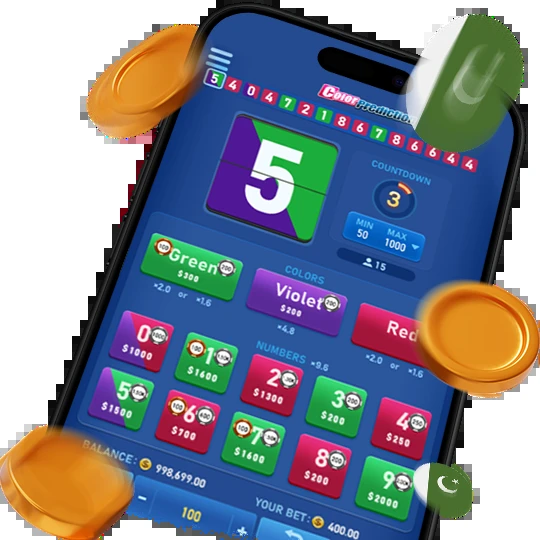 Color Prediction
5 4 0 4 7 2 1 8 6 7 8 6 6 4 4
5
COUNTDOWN
3
MIN MAX
50 1000
15
COLORS
Green
$300
×2.0 or ×1.6
Violet
$200
×4.8
Red
×2.0 or ×1.6
NUMBERS ×9.6
0 1 2 3 4
$1000 $1600 $1300 $200 $250
5 6 7 8 9
$1500 $700 $1600 $200 $2000
BALANCE: 998,699.00
YOUR BET: 400.00
- 100 +